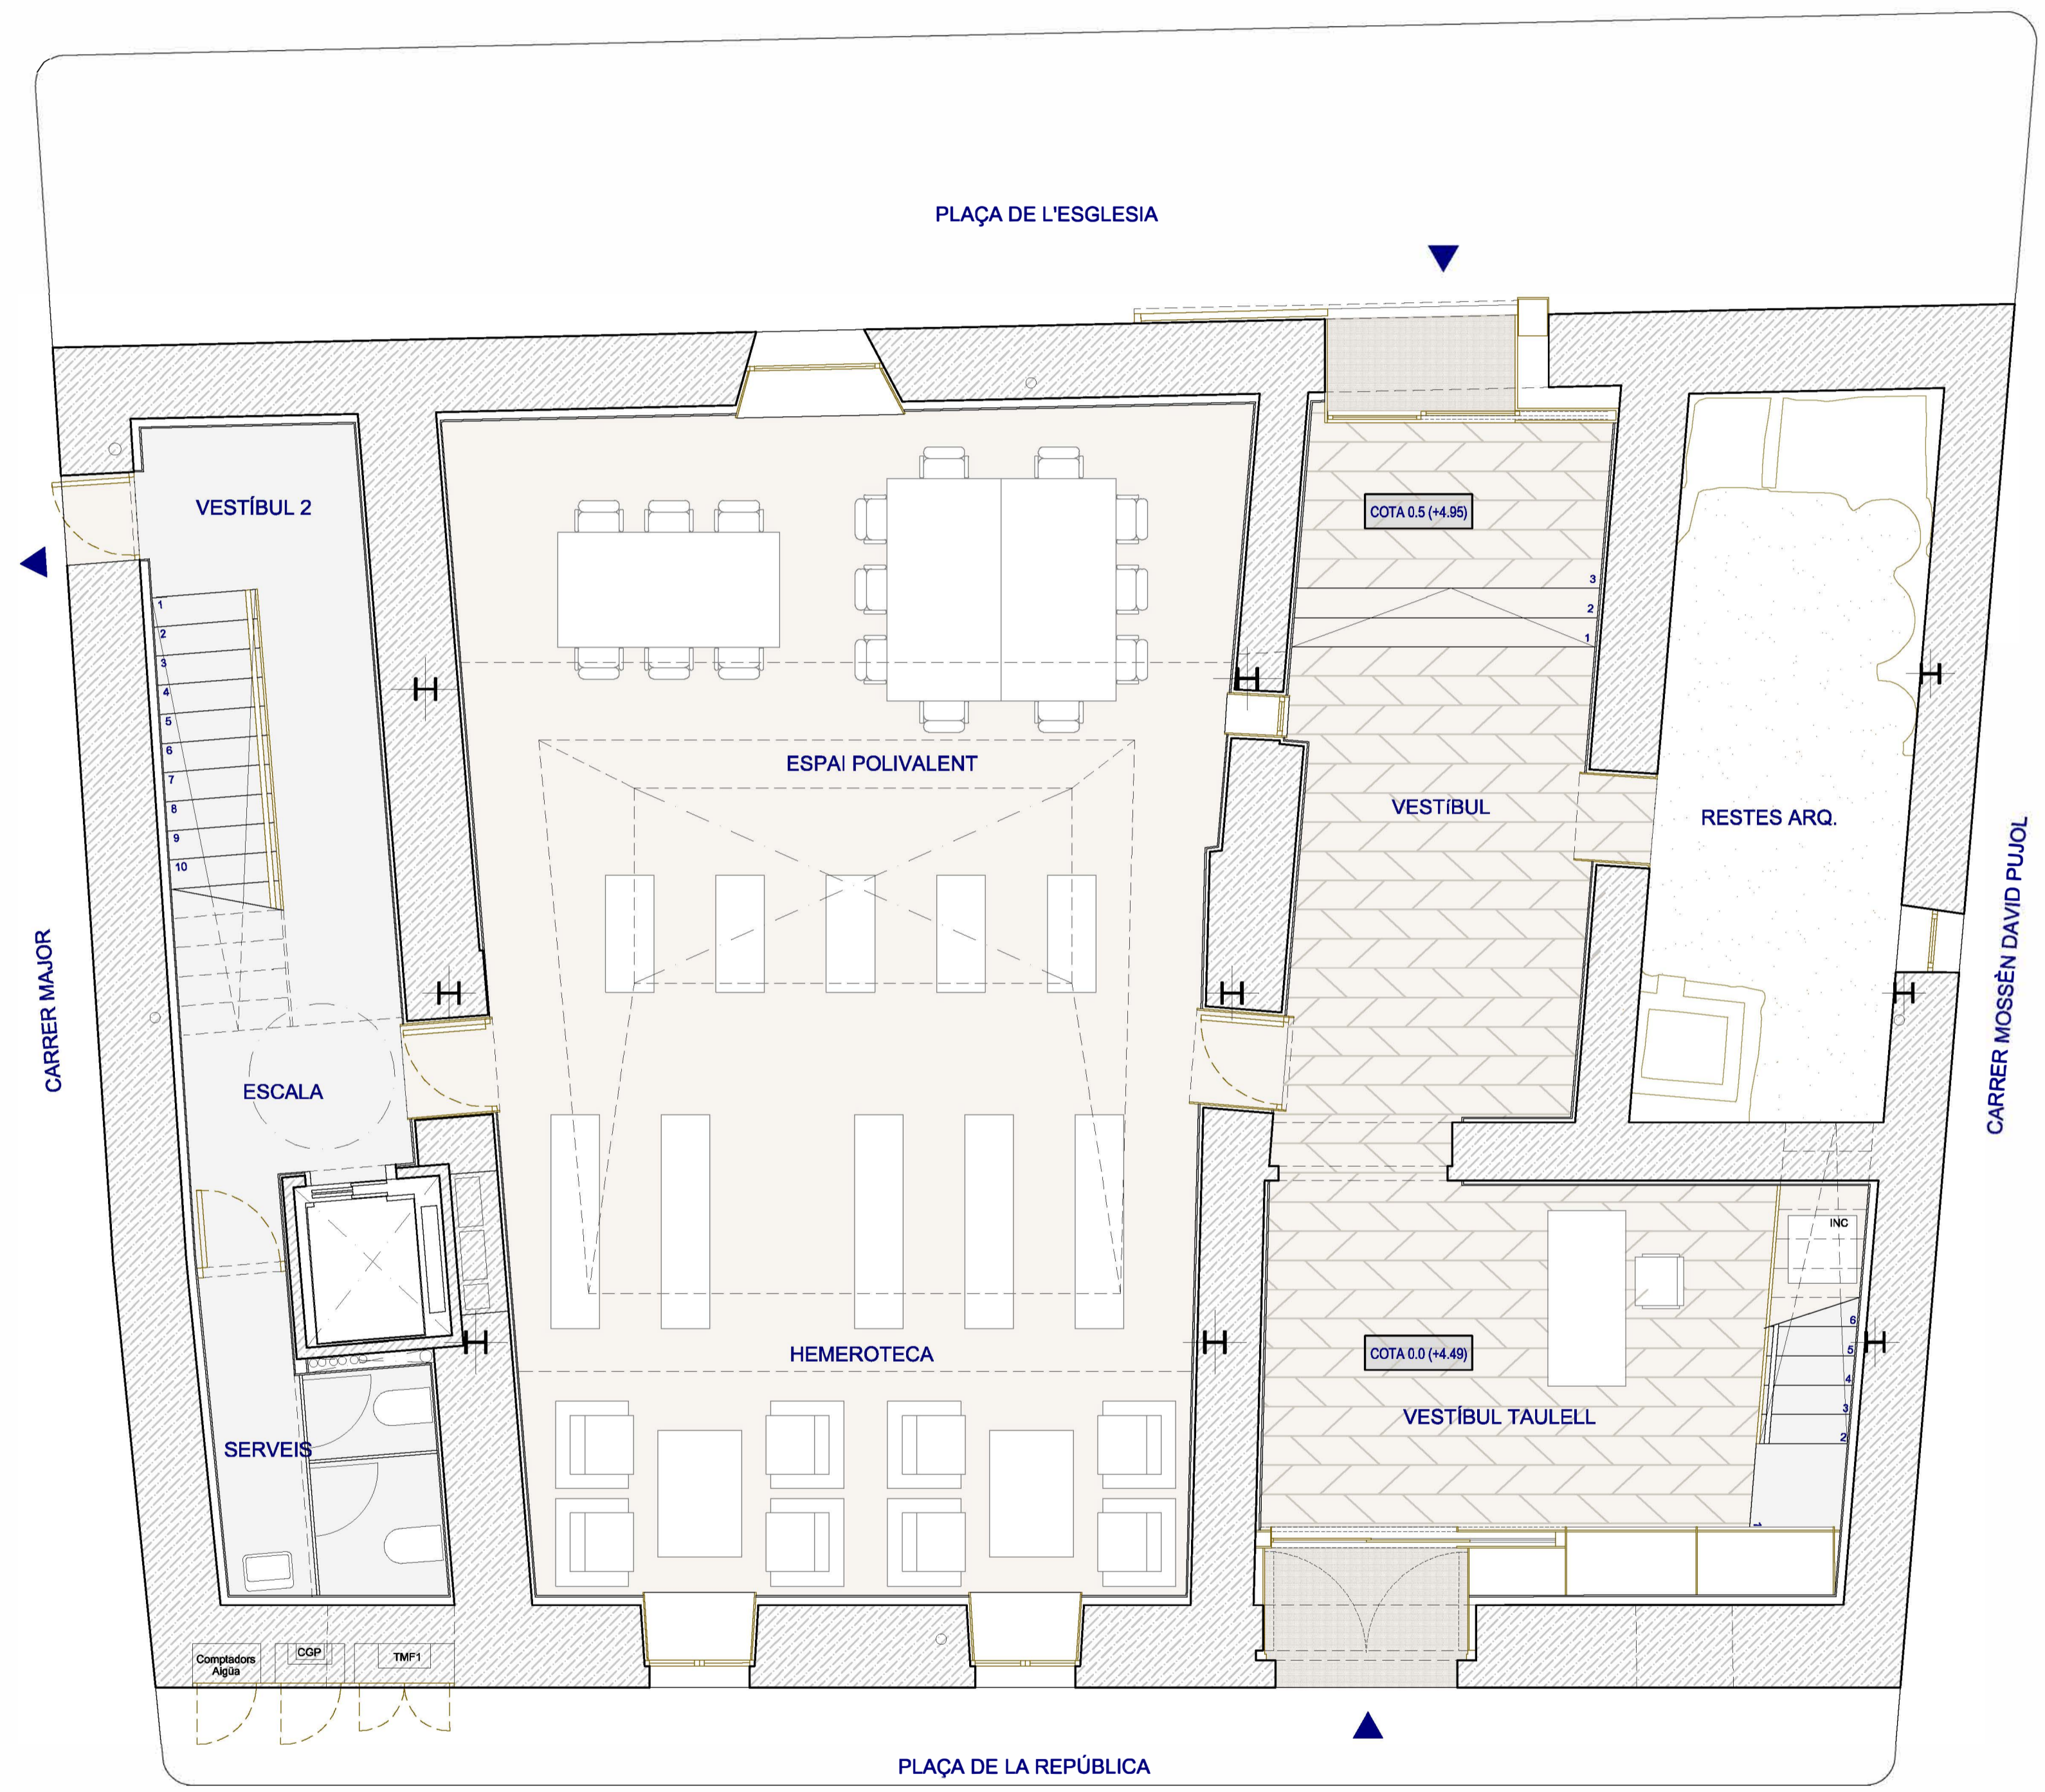 PLAÇA DE L'ESGLESIA
VESTÍBUL 2
COTA 0.5 (+4.95)
3
2
1
1
2
3
4
5
6
7
8
9
10
ESPAI POLIVALENT
VESTíBUL
RESTES ARQ.
CARRER MAJOR
CARRER MOSSÈN DAVID PUJOL
ESCALA
INC
HEMEROTECA
COTA 0.0 (+4.49)
6
5
4
3
2
1
VESTÍBUL TAULELL
SERVEIS
Comptadors
Aigüa
CGP
TMF1
PLAÇA DE LA REPÚBLICA